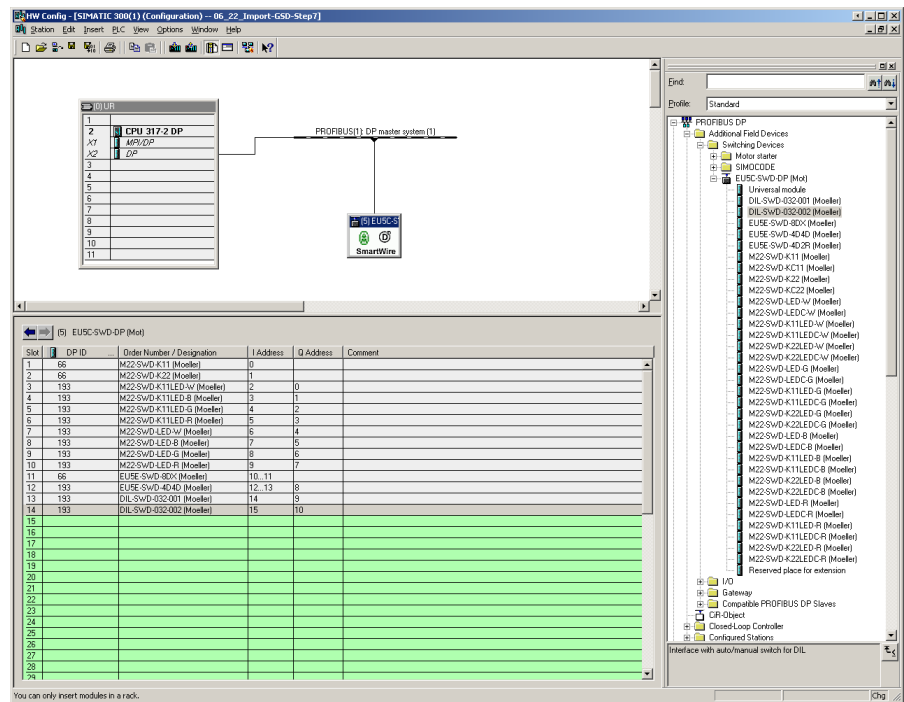 HW Config - [SIMATIC 300(1) (Configuration) -- 06_22_Import-GSD-Step7]
Station Edit Insert PLC View Options Window Help
(0) UR
1
2 CPU 317-2 DP
X1 MPI/DP
X2 DP
3
4
5
6
7
8
9
10
11
PROFIBUS(1): DP master system (1)
(5) EU5C-S
SmartWire
(5) EU5C-SWD-DP (Mot)
Slot DP ID ... Order Number / Designation I Address Q Address Comment
1 66 M22-SWD-K11 (Moeller) 0
2 66 M22-SWD-K22 (Moeller) 1
3 193 M22-SWD-K11LED-W (Moeller) 2 0
4 193 M22-SWD-K11LED-B (Moeller) 3 1
5 193 M22-SWD-K11LED-G (Moeller) 4 2
6 193 M22-SWD-K11LED-R (Moeller) 5 3
7 193 M22-SWD-LED-W (Moeller) 6 4
8 193 M22-SWD-LED-B (Moeller) 7 5
9 193 M22-SWD-LED-G (Moeller) 8 6
10 193 M22-SWD-LED-R (Moeller) 9 7
11 66 EU5E-SWD-8DX (Moeller) 10...11
12 193 EU5E-SWD-4D4D (Moeller) 12...13 8
13 193 DIL-SWD-032-001 (Moeller) 14 9
14 193 DIL-SWD-032-002 (Moeller) 15 10
15
16
17
18
19
20
21
22
23
24
25
26
27
28
29
Find:
Profile: Standard
PROFIBUS DP
Additional Field Devices
Switching Devices
Motor starter
SIMOCODE
EU5C-SWD-DP (Mot)
Universal module
DIL-SWD-032-001 (Moeller)
DIL-SWD-032-002 (Moeller)
EU5E-SWD-8DX (Moeller)
EU5E-SWD-4D4D (Moeller)
EU5E-SWD-4D2R (Moeller)
M22-SWD-K11 (Moeller)
M22-SWD-KC11 (Moeller)
M22-SWD-K22 (Moeller)
M22-SWD-KC22 (Moeller)
M22-SWD-LED-W (Moeller)
M22-SWD-LEDC-W (Moeller)
M22-SWD-K11LED-W (Moeller)
M22-SWD-K11LEDC-W (Moeller)
M22-SWD-K22LED-W (Moeller)
M22-SWD-K22LEDC-W (Moeller)
M22-SWD-LED-G (Moeller)
M22-SWD-LEDC-G (Moeller)
M22-SWD-K11LED-G (Moeller)
M22-SWD-K11LEDC-G (Moeller)
M22-SWD-K22LED-G (Moeller)
M22-SWD-K22LEDC-G (Moeller)
M22-SWD-LED-B (Moeller)
M22-SWD-LEDC-B (Moeller)
M22-SWD-K11LED-B (Moeller)
M22-SWD-K11LEDC-B (Moeller)
M22-SWD-K22LED-B (Moeller)
M22-SWD-K22LEDC-B (Moeller)
M22-SWD-LED-R (Moeller)
M22-SWD-LEDC-R (Moeller)
M22-SWD-K11LED-R (Moeller)
M22-SWD-K11LEDC-R (Moeller)
M22-SWD-K22LED-R (Moeller)
M22-SWD-K22LEDC-R (Moeller)
Reserved place for extension
I/O
Gateway
Compatible PROFIBUS DP Slaves
CiR-Object
Closed-Loop Controller
Configured Stations
Interface with auto/manual switch for DIL
You can only insert modules in a rack.
Chg